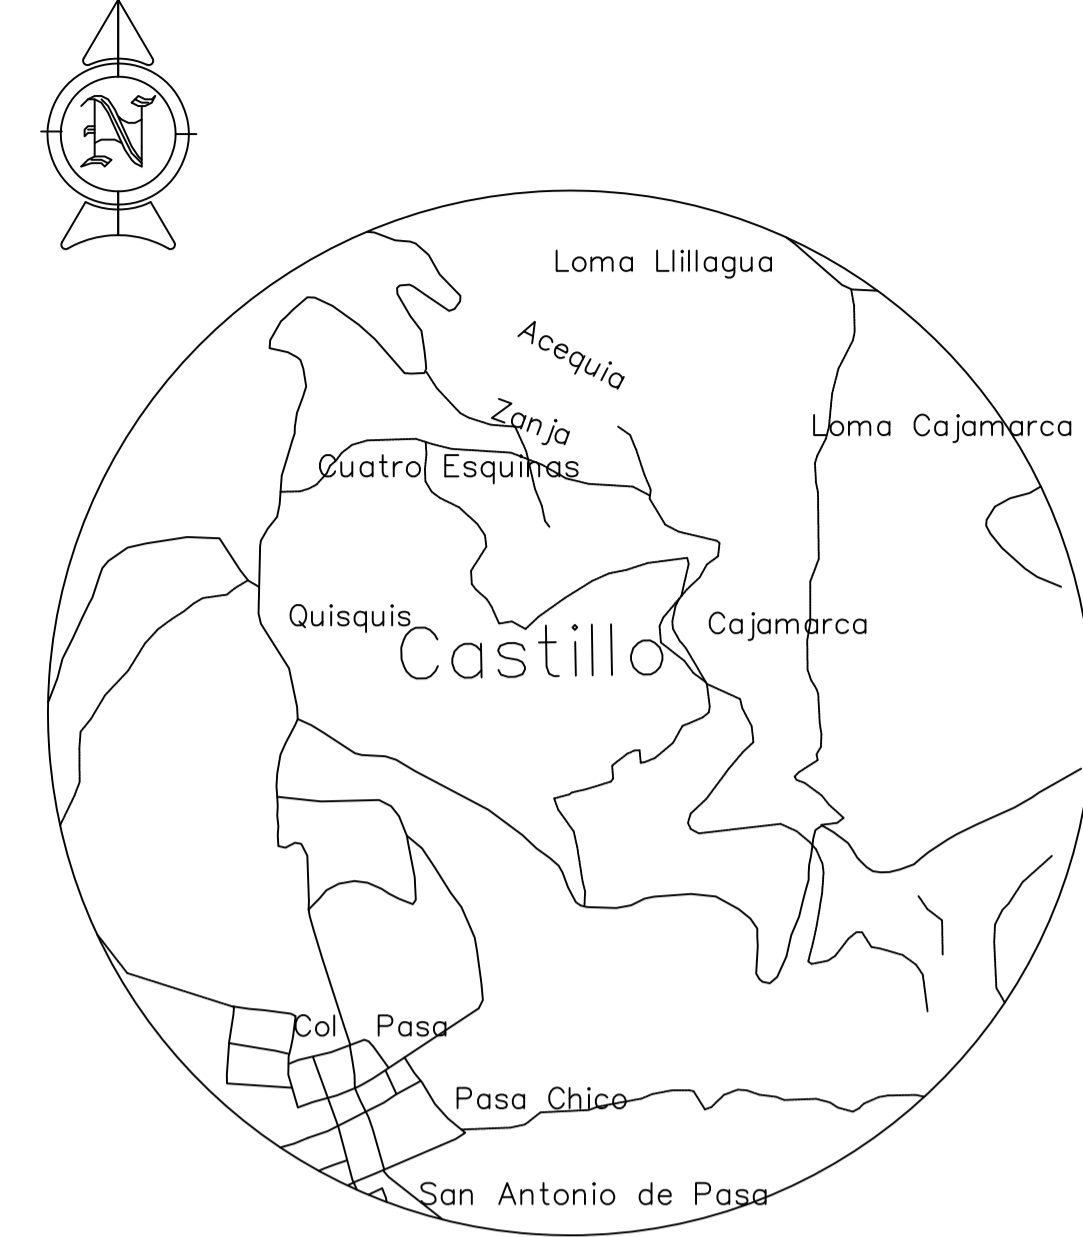 N
Loma Llillagua
Acequia
Zanja
Loma Cajamarca
Cuatro Esquinas
Quisquis
Castillo
Cajamarca
Col Pasa
Pasa Chico
San Antonio de Pasa